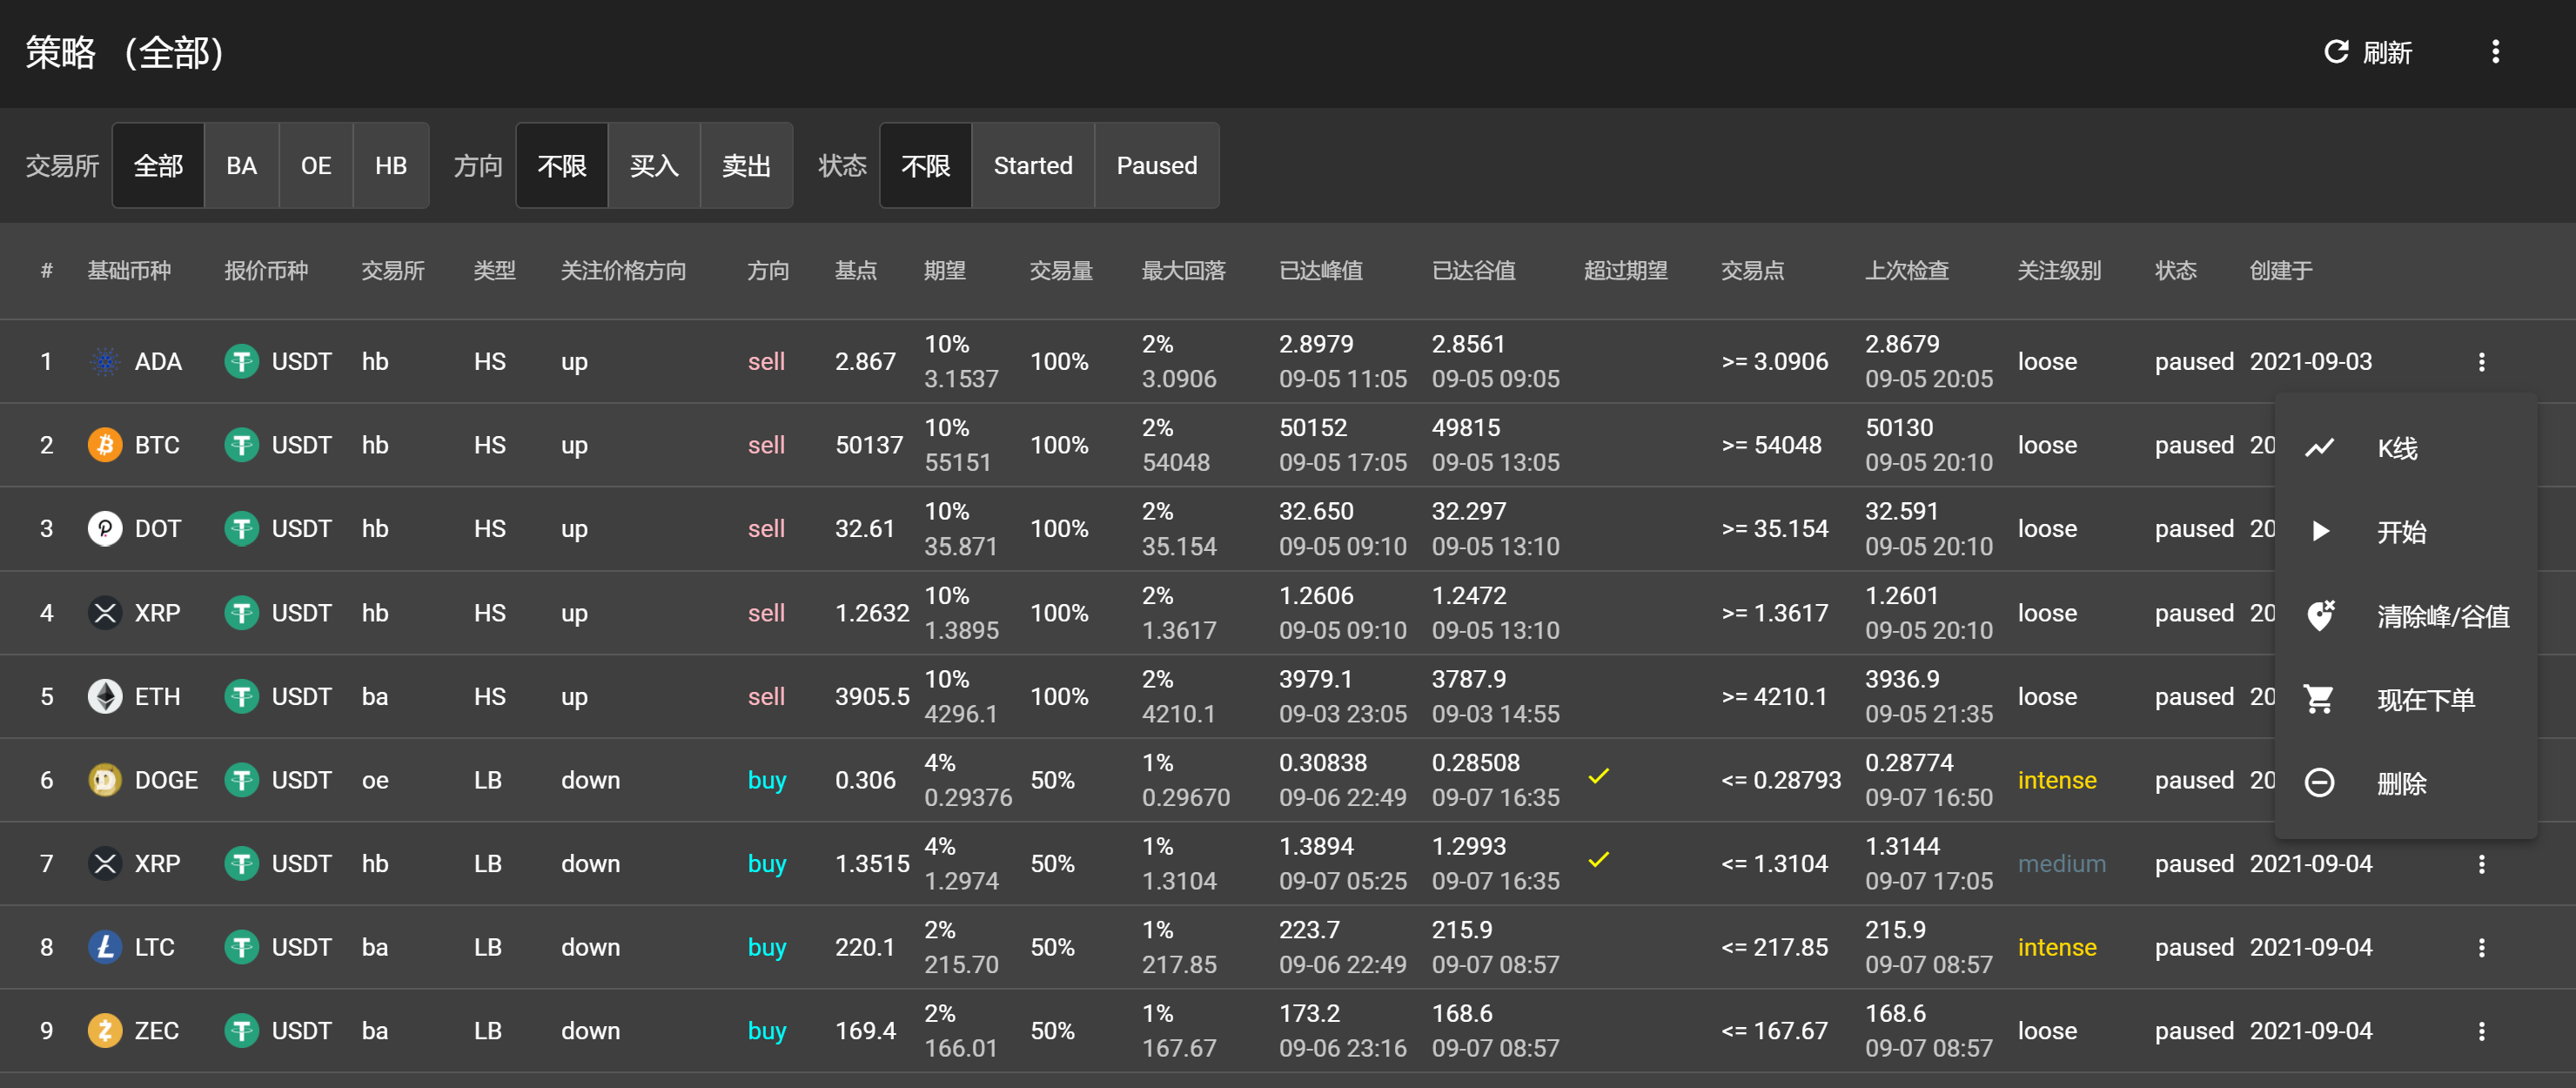 策略 （全部）
刷新
交易所 全部 BA OE HB 方向 不限 买入 卖出 状态 不限 Started Paused
# 基础币种 报价币种 交易所 类型 关注价格方向 方向 基点 期望 交易量 最大回落 已达峰值 已达谷值 超过期望 交易点 上次检查 关注级别 状态 创建于
1 ADA USDT hb HS up sell 2.867 10% 3.1537 100% 2% 3.0906 2.8979 09-05 11:05 2.8561 09-05 09:05 >= 3.0906 2.8679 09-05 20:05 loose paused 2021-09-03
2 BTC USDT hb HS up sell 50137 10% 55151 100% 2% 54048 50152 09-05 17:05 49815 09-05 13:05 >= 54048 50130 09-05 20:10 loose paused 20
3 DOT USDT hb HS up sell 32.61 10% 35.871 100% 2% 35.154 32.650 09-05 09:10 32.297 09-05 13:10 >= 35.154 32.591 09-05 20:10 loose paused 20
4 XRP USDT hb HS up sell 1.2632 10% 1.3895 100% 2% 1.3617 1.2606 09-05 09:10 1.2472 09-05 13:10 >= 1.3617 1.2601 09-05 20:10 loose paused 20
5 ETH USDT ba HS up sell 3905.5 10% 4296.1 100% 2% 4210.1 3979.1 09-03 23:05 3787.9 09-03 14:55 >= 4210.1 3936.9 09-05 21:35 loose paused 20
6 DOGE USDT oe LB down buy 0.306 4% 0.29376 50% 1% 0.29670 0.30838 09-06 22:49 0.28508 09-07 16:35 <= 0.28793 0.28774 09-07 16:50 intense paused 20
7 XRP USDT hb LB down buy 1.3515 4% 1.2974 50% 1% 1.3104 1.3894 09-07 05:25 1.2993 09-07 16:35 <= 1.3104 1.3144 09-07 17:05 medium paused 2021-09-04
8 LTC USDT ba LB down buy 220.1 2% 215.70 50% 1% 217.85 223.7 09-06 22:49 215.9 09-07 08:57 <= 217.85 215.9 09-07 08:57 intense paused 2021-09-04
9 ZEC USDT ba LB down buy 169.4 2% 166.01 50% 1% 167.67 173.2 09-06 23:16 168.6 09-07 08:57 <= 167.67 168.6 09-07 08:57 loose paused 2021-09-04
K线
开始
清除峰/谷值
现在下单
删除